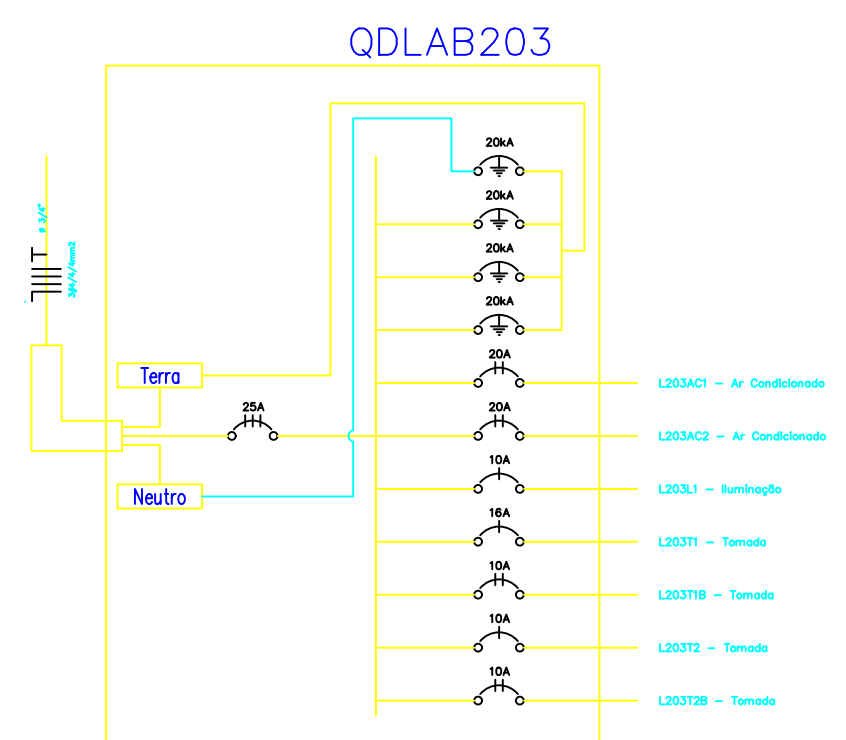 QDLAB203
20kA
20kA
ø 3/4"
3#4/4/4mm2
20kA
20kA
20A
Terra
L203AC1 - Ar Condicionado
25A
20A
L203AC2 - Ar Condicionado
10A
Neutro
L203L1 - Iluminação
16A
L203T1 - Tomada
10A
L203T1B - Tomada
10A
L203T2 - Tomada
10A
L203T2B - Tomada